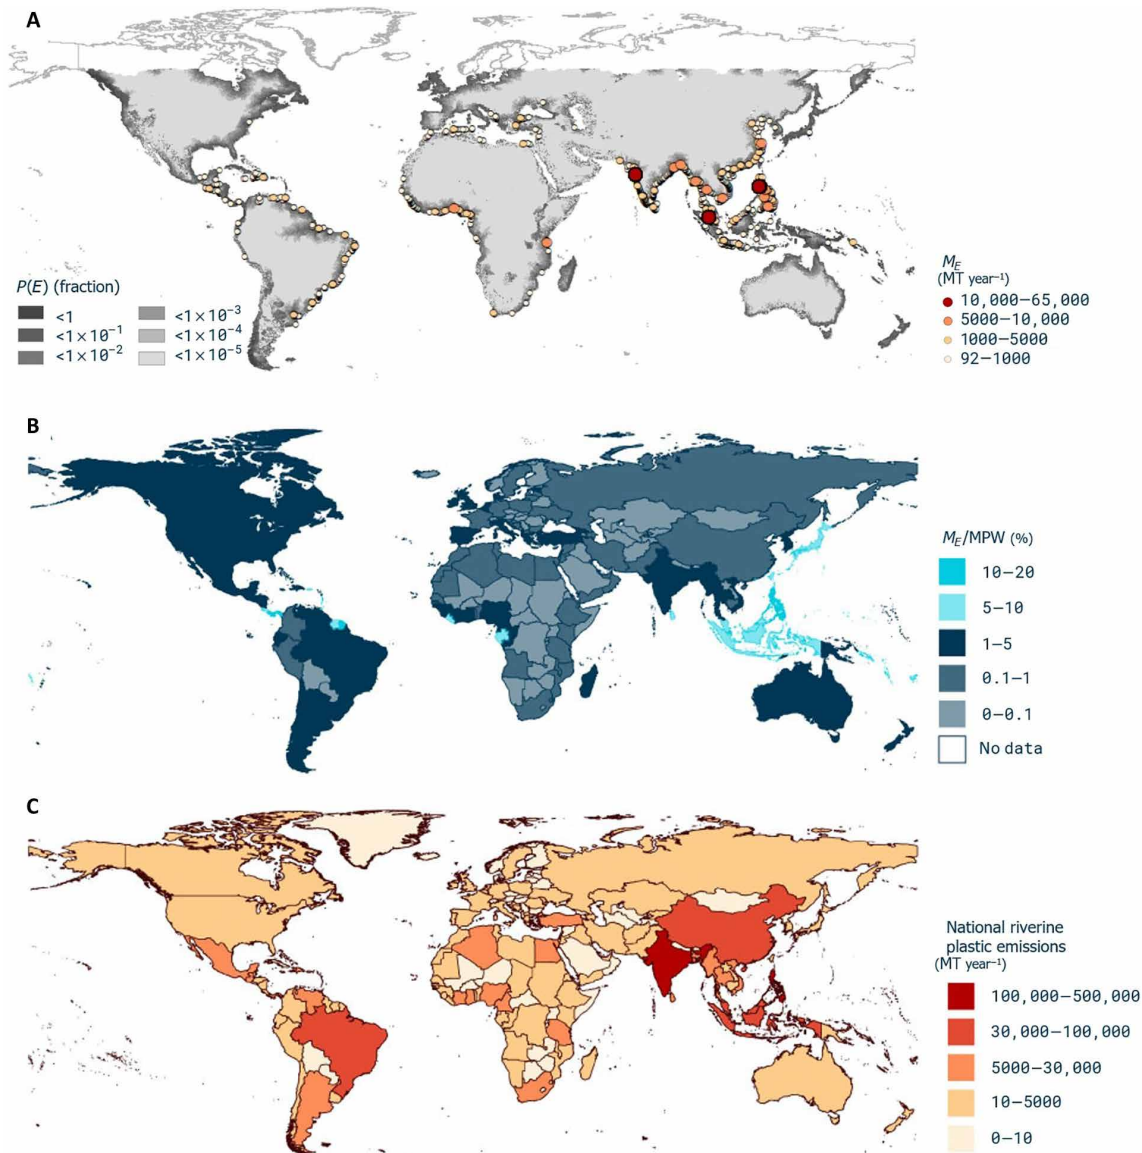 A
P(E) (fraction)
<1
<1×10⁻¹
<1×10⁻²
<1×10⁻³
<1×10⁻⁴
<1×10⁻⁵
M_E
(MT year⁻¹)
10,000–65,000
5000–10,000
1000–5000
92–1000
B
M_E/MPW (%)
10–20
5–10
1–5
0.1–1
0–0.1
No data
C
National riverine
plastic emissions
(MT year⁻¹)
100,000–500,000
30,000–100,000
5000–30,000
10–5000
0–10